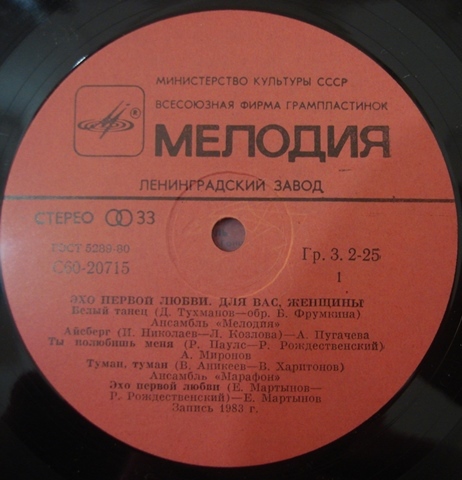 МИНИСТЕРСТВО КУЛЬТУРЫ СССР
ВСЕСОЮЗНАЯ ФИРМА ГРАМПЛАСТИНОК
®
МЕЛОДИЯ
ЛЕНИНГРАДСКИЙ ЗАВОД
СТЕРЕО 33
ГОСТ 5289-80
С60-20715
Гр. 3. 2-25
1
ЭХО ПЕРВОЙ ЛЮБВИ. ДЛЯ ВАС, ЖЕНЩИНЫ
Белый танец (Д. Тухманов—обр. Б. Фрумкина)
Ансамбль «Мелодия»
Айсберг (И. Николаев—Л. Козлова)—А. Пугачева
Ты полюбишь меня (Р. Паулс—Р. Рождественский)
А. Миронов
Туман, туман (В. Аникеев—В. Харитонов)
Ансамбль «Марафон»
Эхо первой любви (Е. Мартынов—
Р. Рождественский)—Е. Мартынов
Запись 1983 г.